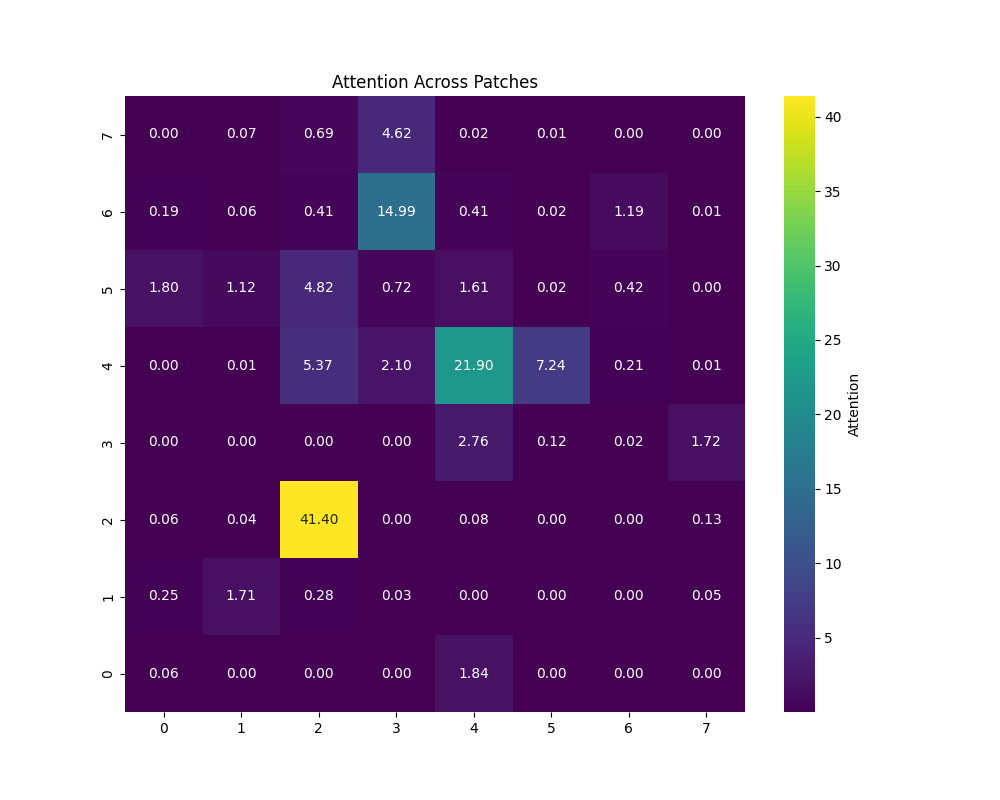 Attention Across Patches
7 0.00 0.07 0.69 4.62 0.02 0.01 0.00 0.00
6 0.19 0.06 0.41 14.99 0.41 0.02 1.19 0.01
5 1.80 1.12 4.82 0.72 1.61 0.02 0.42 0.00
4 0.00 0.01 5.37 2.10 21.90 7.24 0.21 0.01
3 0.00 0.00 0.00 0.00 2.76 0.12 0.02 1.72
2 0.06 0.04 41.40 0.00 0.08 0.00 0.00 0.13
1 0.25 1.71 0.28 0.03 0.00 0.00 0.00 0.05
0 0.06 0.00 0.00 0.00 1.84 0.00 0.00 0.00
0 1 2 3 4 5 6 7
40
35
30
25
20
15
10
5
Attention